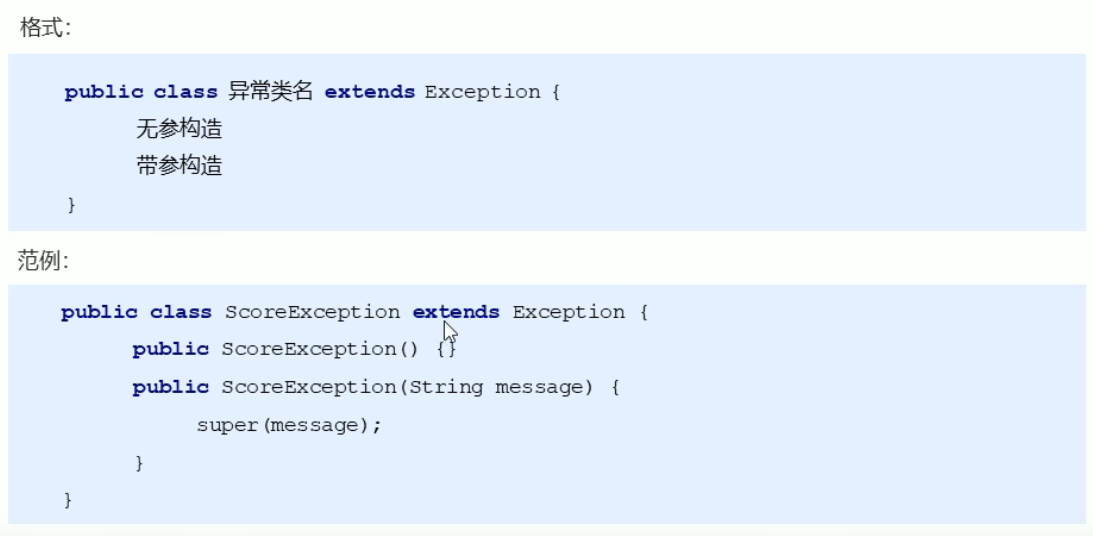 格式：
public class 异常类名 extends Exception {
无参构造
带参构造
}
范例：
public class ScoreException extends Exception {
public ScoreException() {}
public ScoreException(String message) {
super(message);
}
}